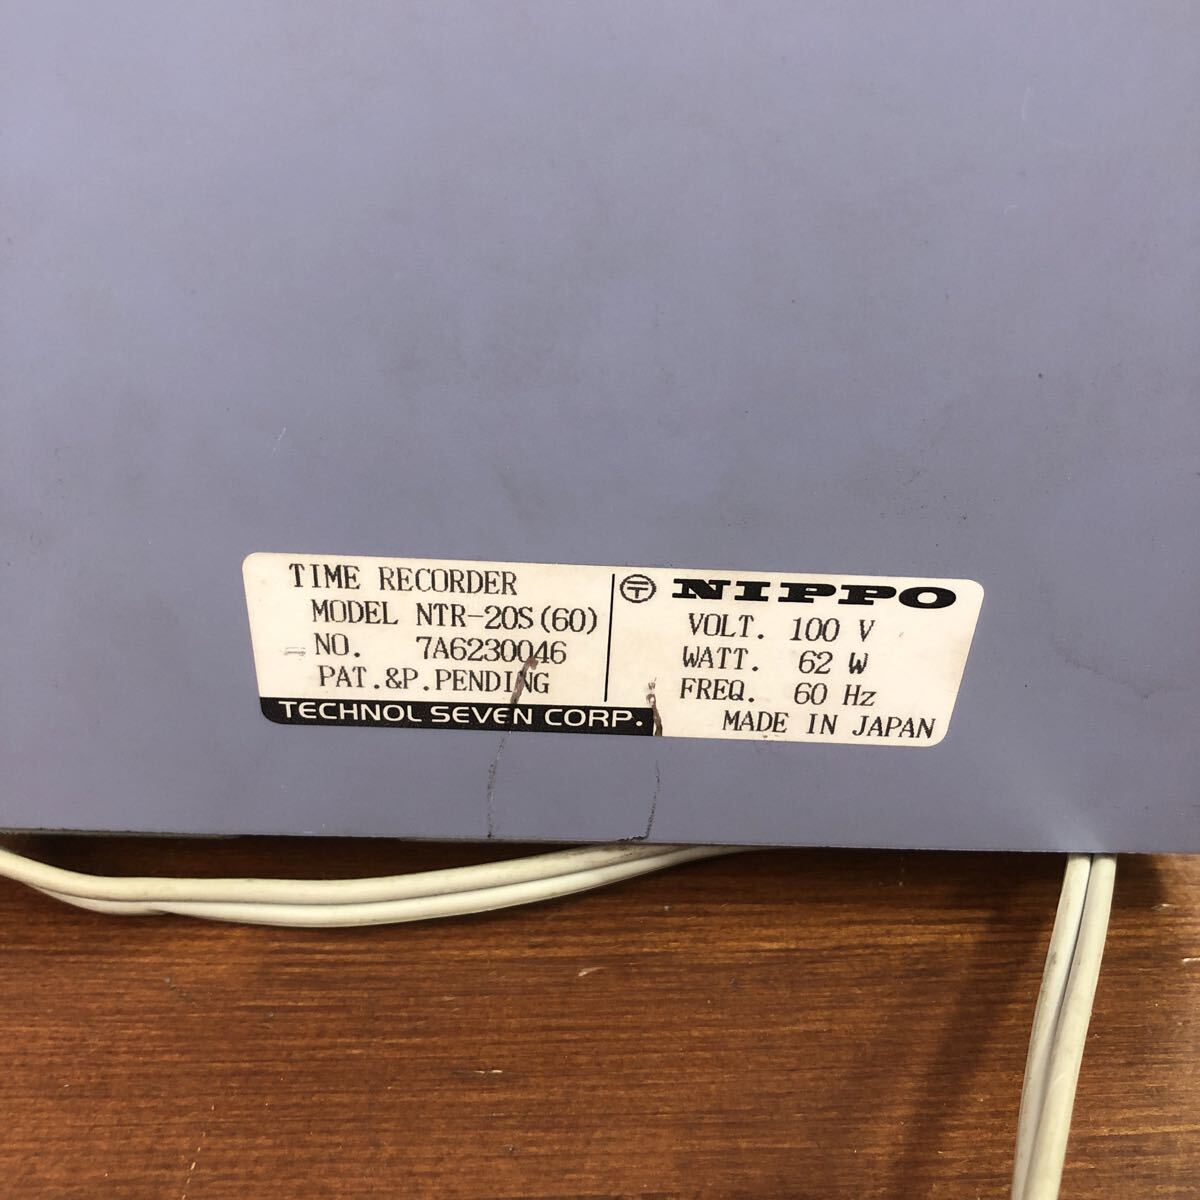 TIME RECORDER
MODEL NTR-20S(60)
NO. 7A6230046
PAT.&P.PENDING
TECHNOL SEVEN CORP.
〶 NIPPO
VOLT. 100 V
WATT. 62 W
FREQ. 60 Hz
MADE IN JAPAN